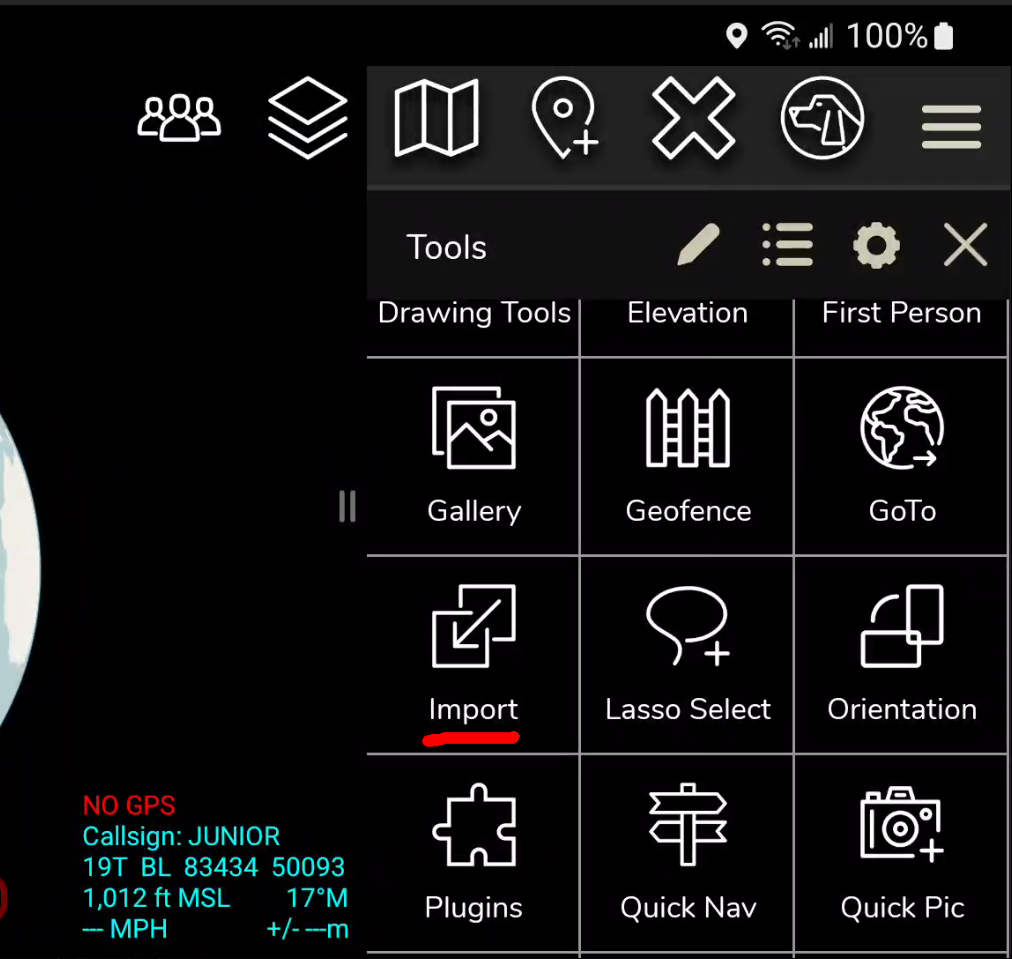 100%
Tools
Drawing Tools
Elevation
First Person
Gallery
Geofence
GoTo
Import
Lasso Select
Orientation
Plugins
Quick Nav
Quick Pic
NO GPS
Callsign: JUNIOR
19T BL 83434 50093
1,012 ft MSL 17°M
--- MPH +/- ---m